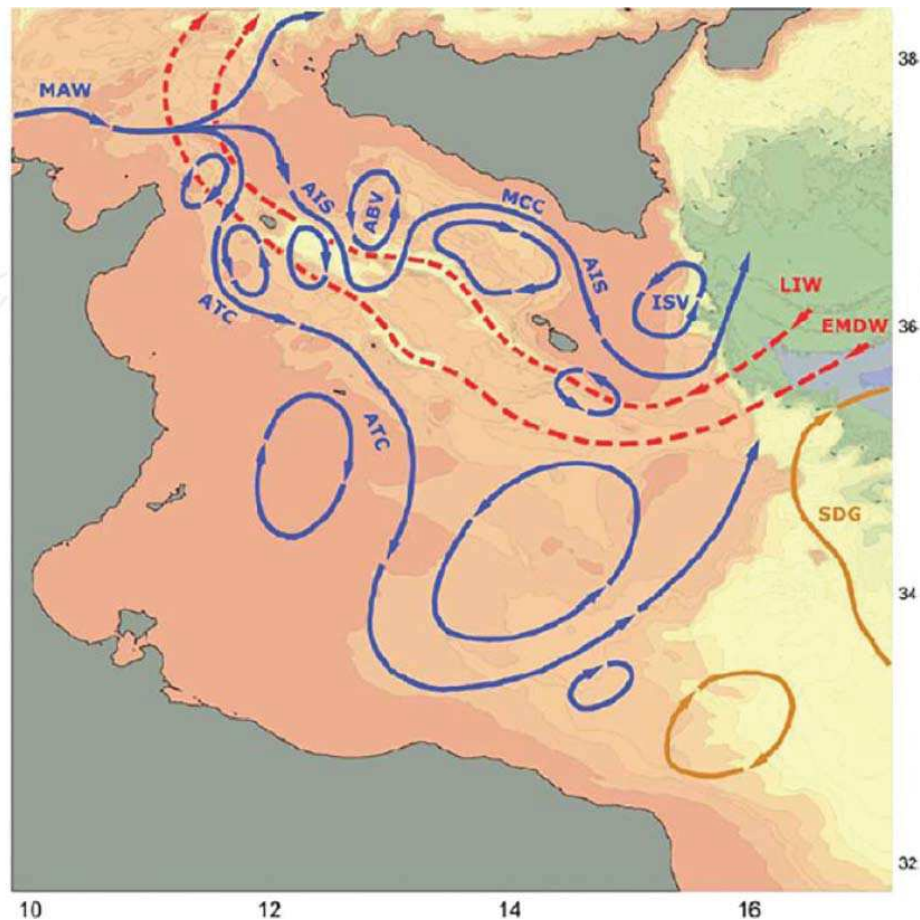 38
MAW
AIS
ABV
MCC
AIS
ISV
LIW
ATC
36
EMDW
ATC
SDG
34
32
10
12
14
16